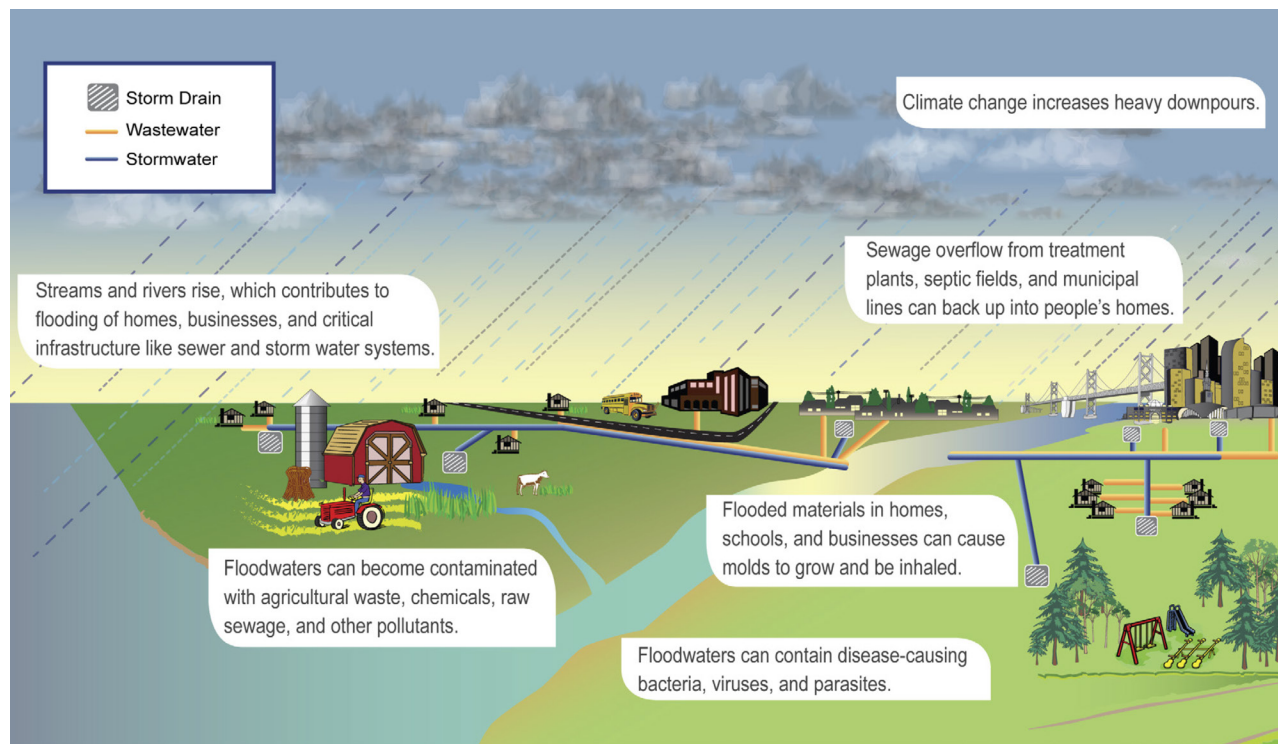 Storm Drain
Wastewater
Stormwater
Climate change increases heavy downpours.
Sewage overflow from treatment
plants, septic fields, and municipal
lines can back up into people's homes.
Streams and rivers rise, which contributes to
flooding of homes, businesses, and critical
infrastructure like sewer and storm water systems.
Flooded materials in homes,
schools, and businesses can cause
molds to grow and be inhaled.
Floodwaters can become contaminated
with agricultural waste, chemicals, raw
sewage, and other pollutants.
Floodwaters can contain disease-causing
bacteria, viruses, and parasites.